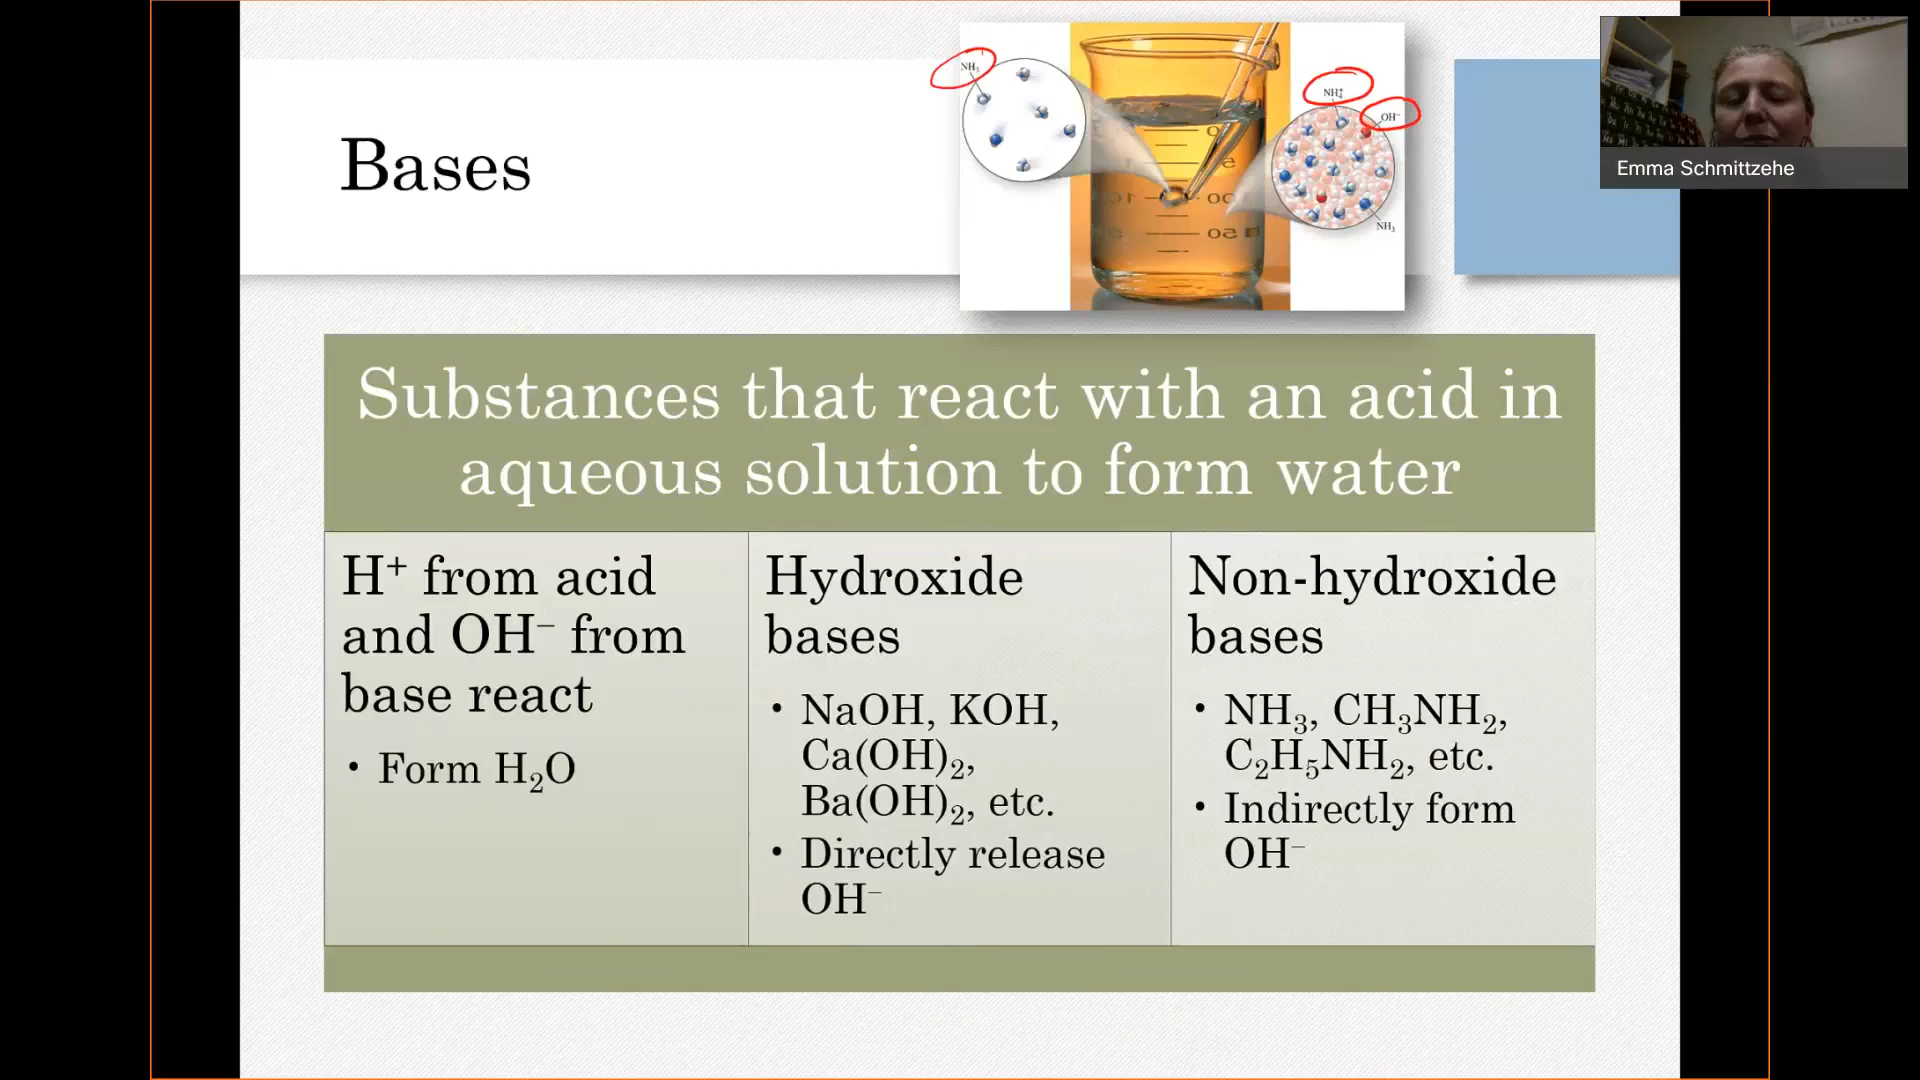 Bases
NH₃
NH₄⁺
OH⁻
NH₃
Emma Schmittzehe
Substances that react with an acid in
aqueous solution to form water
H⁺ from acid
and OH⁻ from
base react
• Form H₂O
Hydroxide
bases
• NaOH, KOH,
Ca(OH)₂,
Ba(OH)₂, etc.
• Directly release
OH⁻
Non-hydroxide
bases
• NH₃, CH₃NH₂,
C₂H₅NH₂, etc.
• Indirectly form
OH⁻